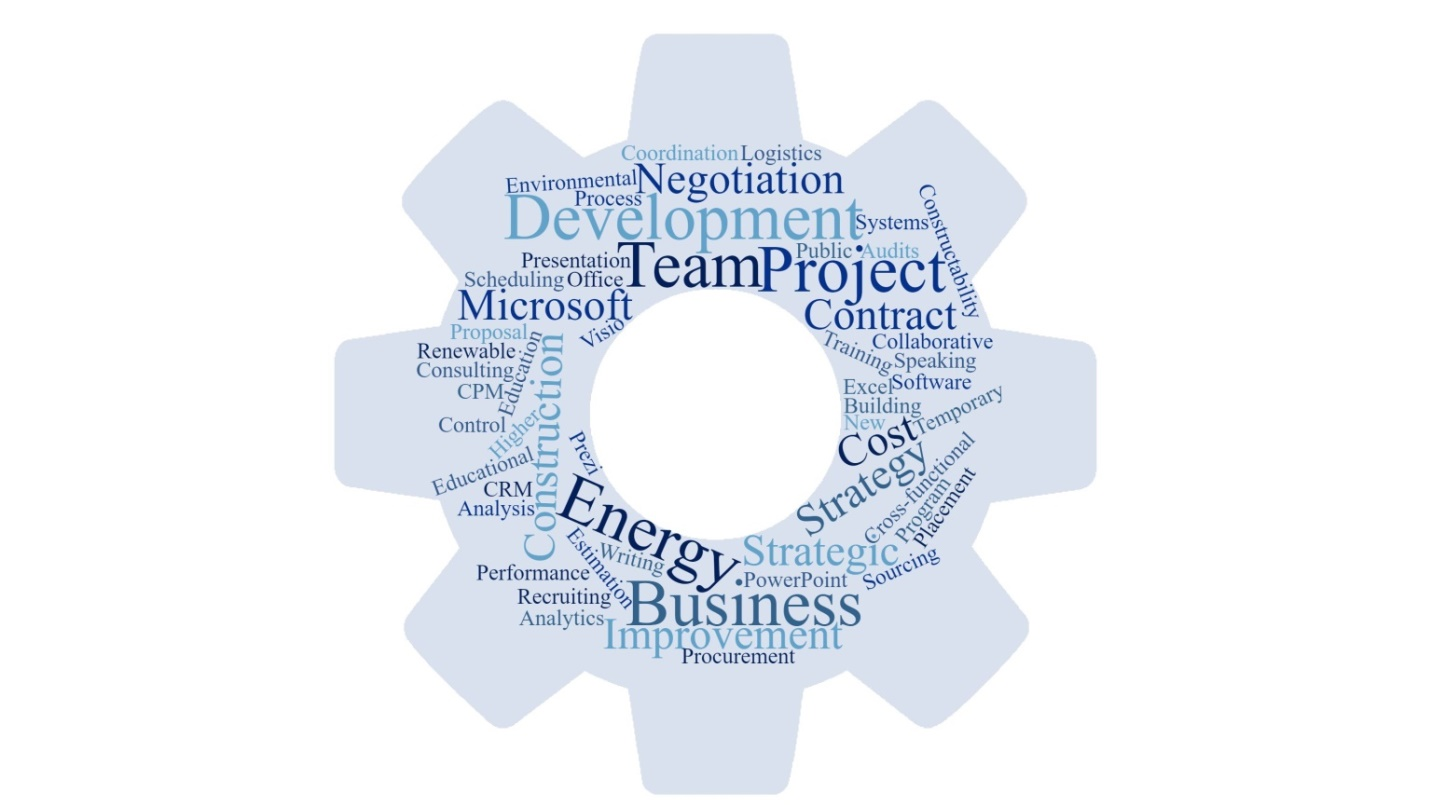 Coordination Logistics
Environmental Negotiation
Process
Development
Systems
Constructability
Public Audits
Presentation Team Project
Scheduling Office
Microsoft
Contract
Visio
Proposal
Training
Collaborative
Renewable
Education
Speaking
Consulting
Construction
Excel Software
CPM
Building
Temporary
New
Control
Higher
Cost
Prezi
Educational
Strategy
Cross-functional
CRM
Program
Placement
Analysis
Energy
Estimation
Writing
Strategic
Sourcing
Performance
PowerPoint
Recruiting
Business
Analytics
Improvement
Procurement